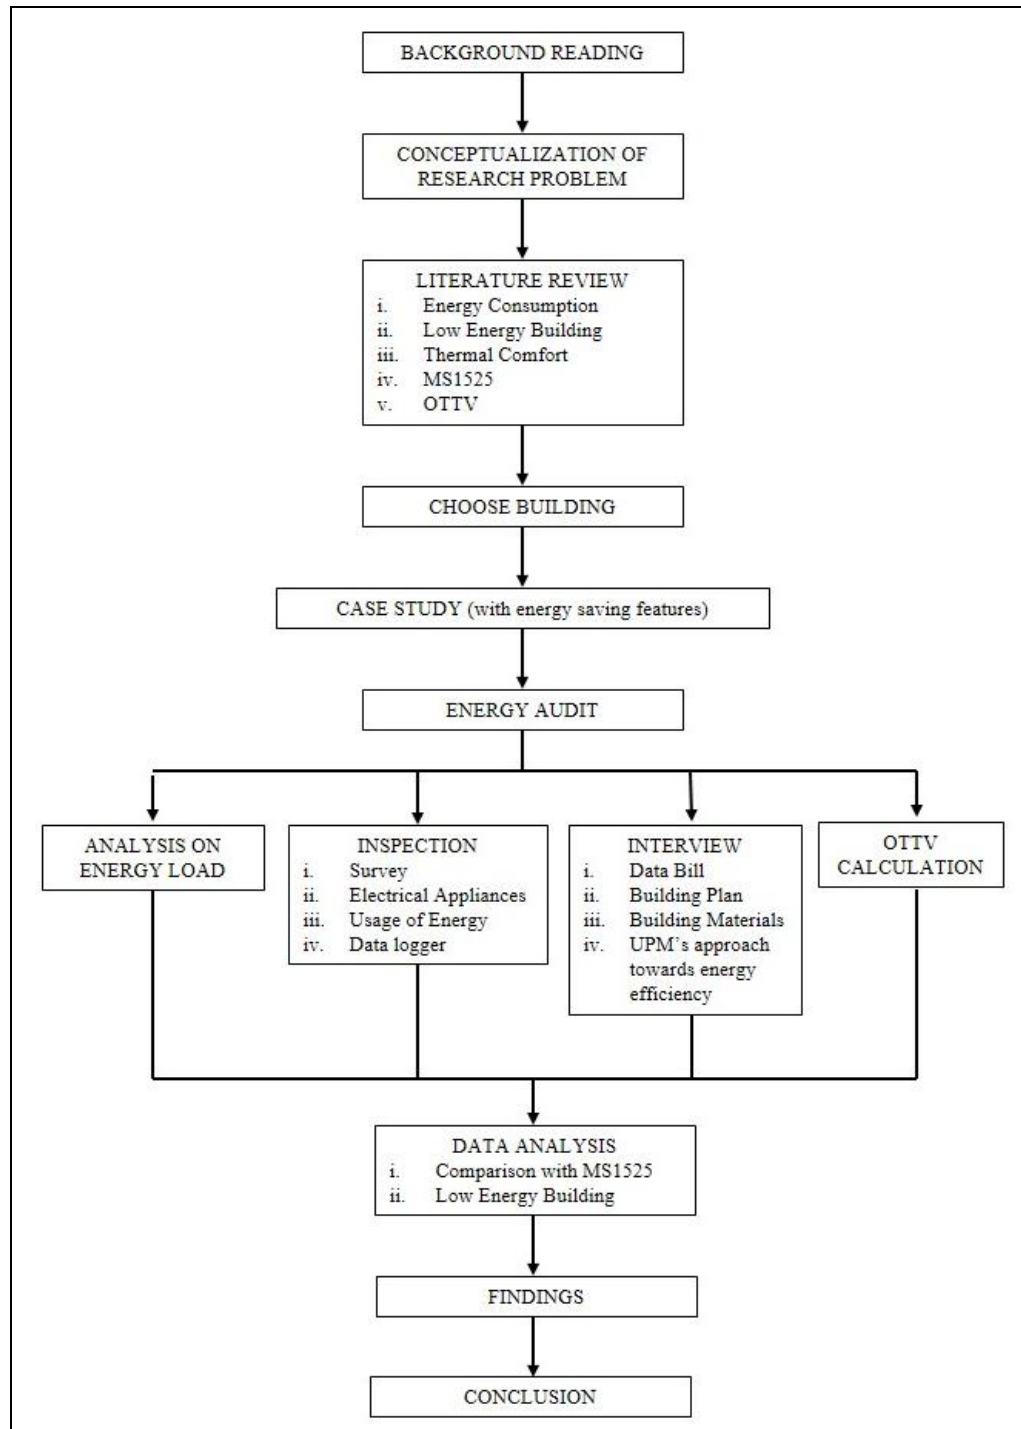 BACKGROUND READING
CONCEPTUALIZATION OF
RESEARCH PROBLEM
LITERATURE REVIEW
i. Energy Consumption
ii. Low Energy Building
iii. Thermal Comfort
iv. MS1525
v. OTTV
CHOOSE BUILDING
CASE STUDY (with energy saving features)
ENERGY AUDIT
ANALYSIS ON
ENERGY LOAD
INSPECTION
i. Survey
ii. Electrical Appliances
iii. Usage of Energy
iv. Data logger
INTERVIEW
i. Data Bill
ii. Building Plan
iii. Building Materials
iv. UPM's approach
towards energy
efficiency
OTTV
CALCULATION
DATA ANALYSIS
i. Comparison with MS1525
ii. Low Energy Building
FINDINGS
CONCLUSION